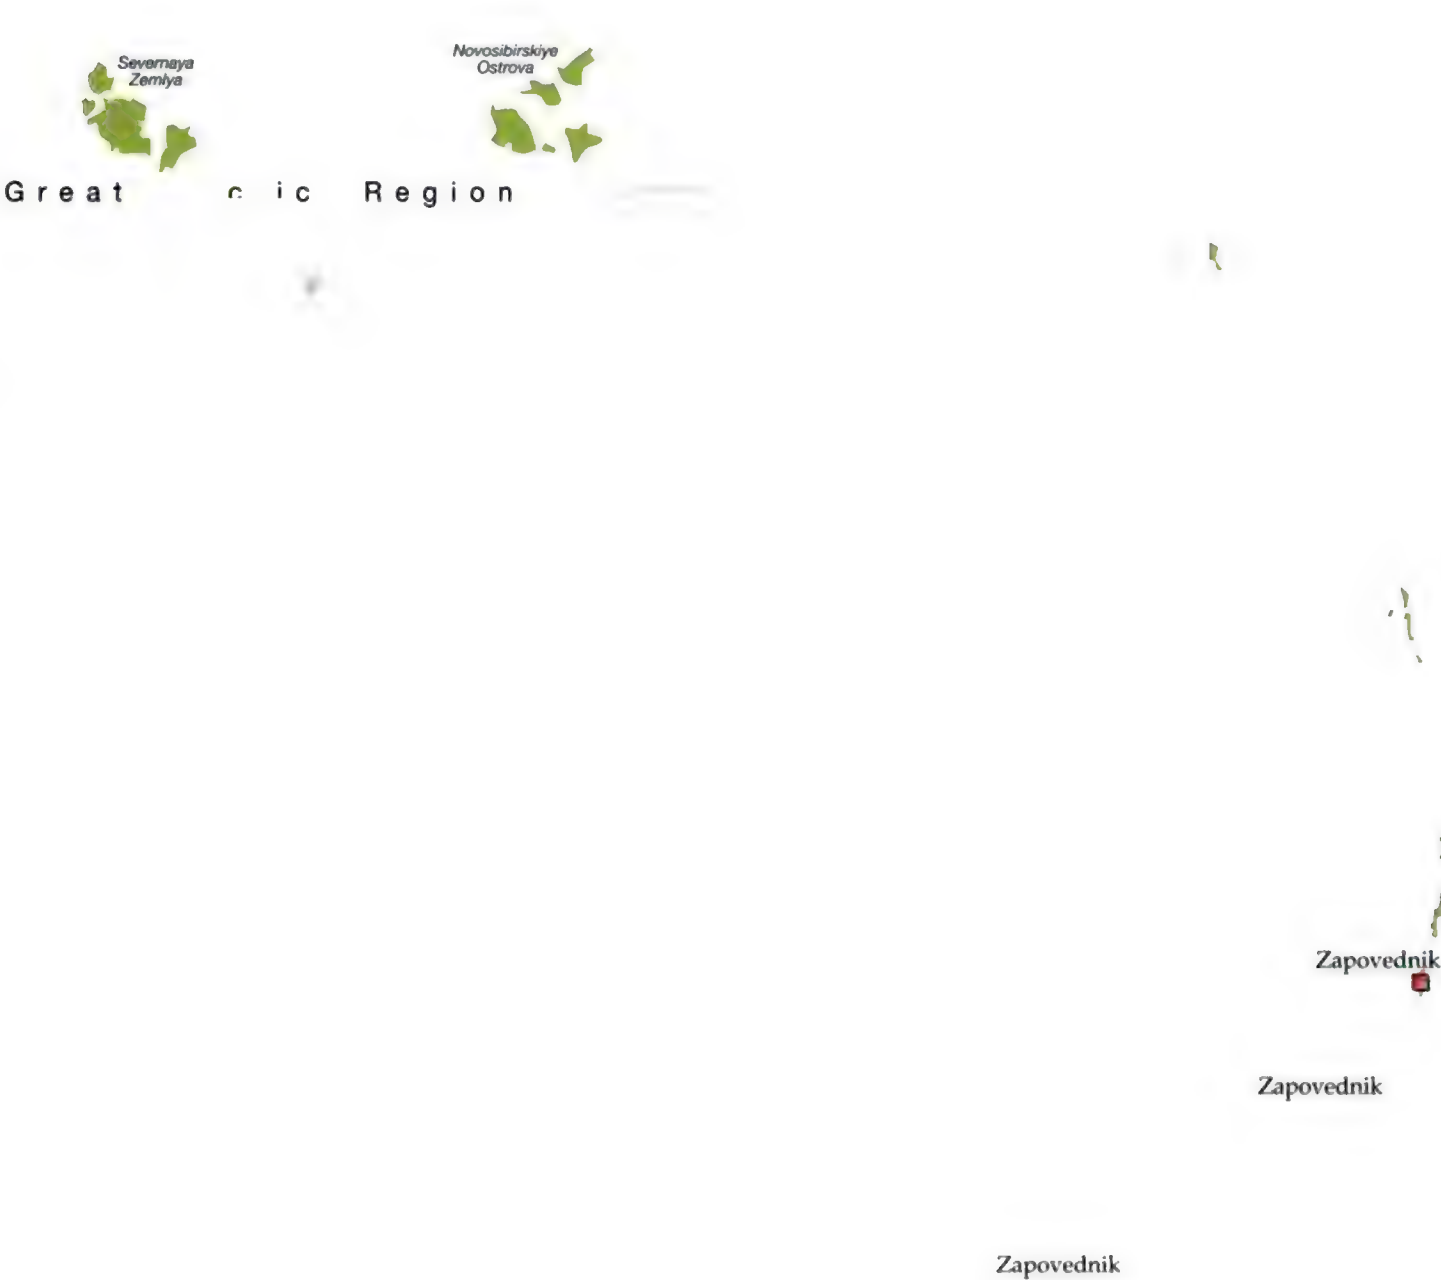 Severnaya
Zemlya
Novosibirskiye
Ostrova
Great Region
Zapovednik
Zapovednik
Zapovednik